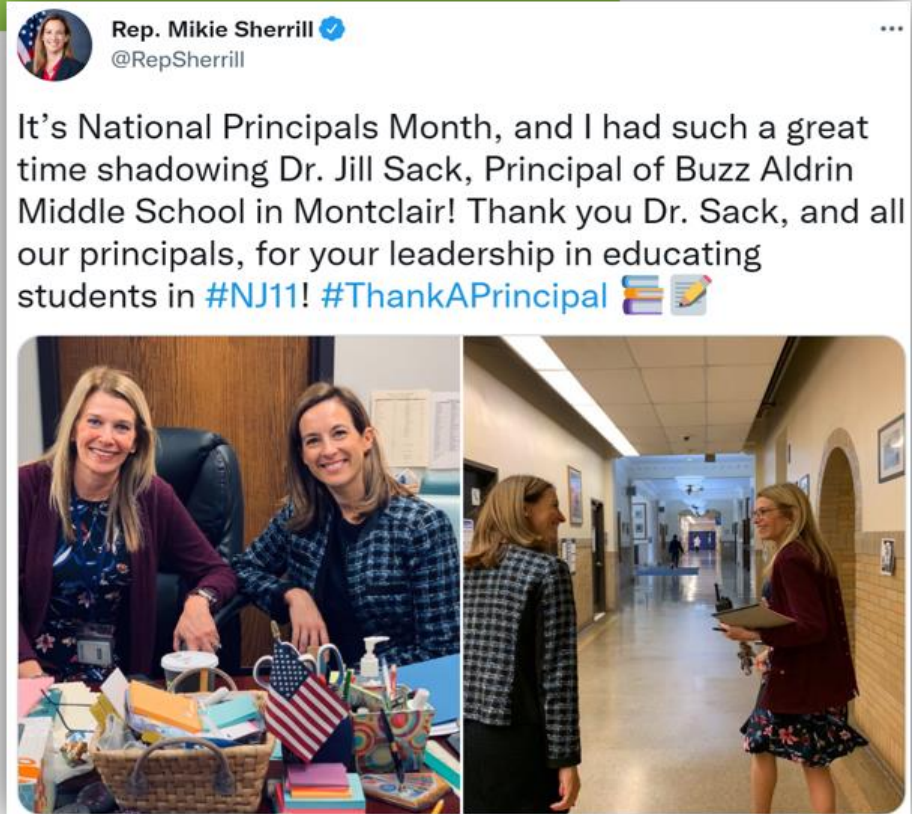 Rep. Mikie Sherrill
@RepSherrill
It’s National Principals Month, and I had such a great
time shadowing Dr. Jill Sack, Principal of Buzz Aldrin
Middle School in Montclair! Thank you Dr. Sack, and all
our principals, for your leadership in educating
students in #NJ11! #ThankAPrincipal 📚📝